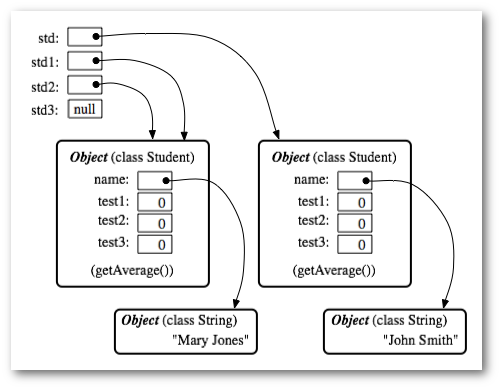 std:
std1:
std2:
std3: null
Object (class Student)
name:
test1: 0
test2: 0
test3: 0
(getAverage())
Object (class Student)
name:
test1: 0
test2: 0
test3: 0
(getAverage())
Object (class String)
"Mary Jones"
Object (class String)
"John Smith"